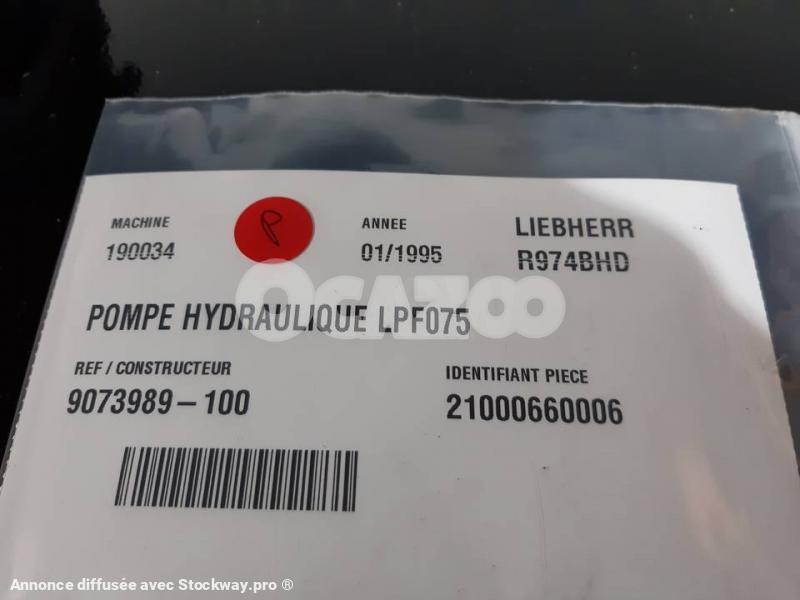 MACHINE
190034
P
ANNEE
01/1995
LIEBHERR
R974BHD
OCAZOO
POMPE HYDRAULIQUE LPF075
REF / CONSTRUCTEUR
9073989-100
IDENTIFIANT PIECE
21000660006
Annonce diffusée avec Stockway.pro ®